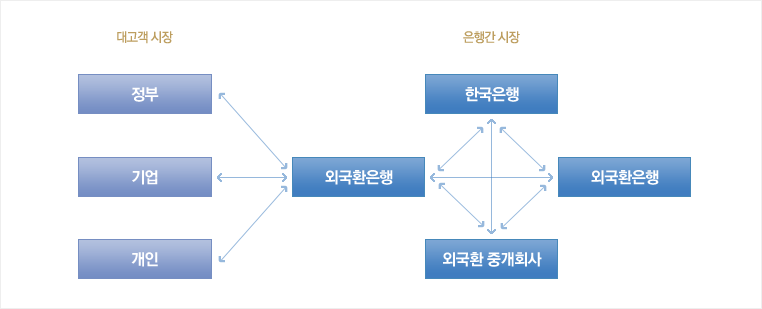 대고객 시장
은행간 시장
정부
한국은행
기업
외국환은행
외국환은행
개인
외국환 중개회사